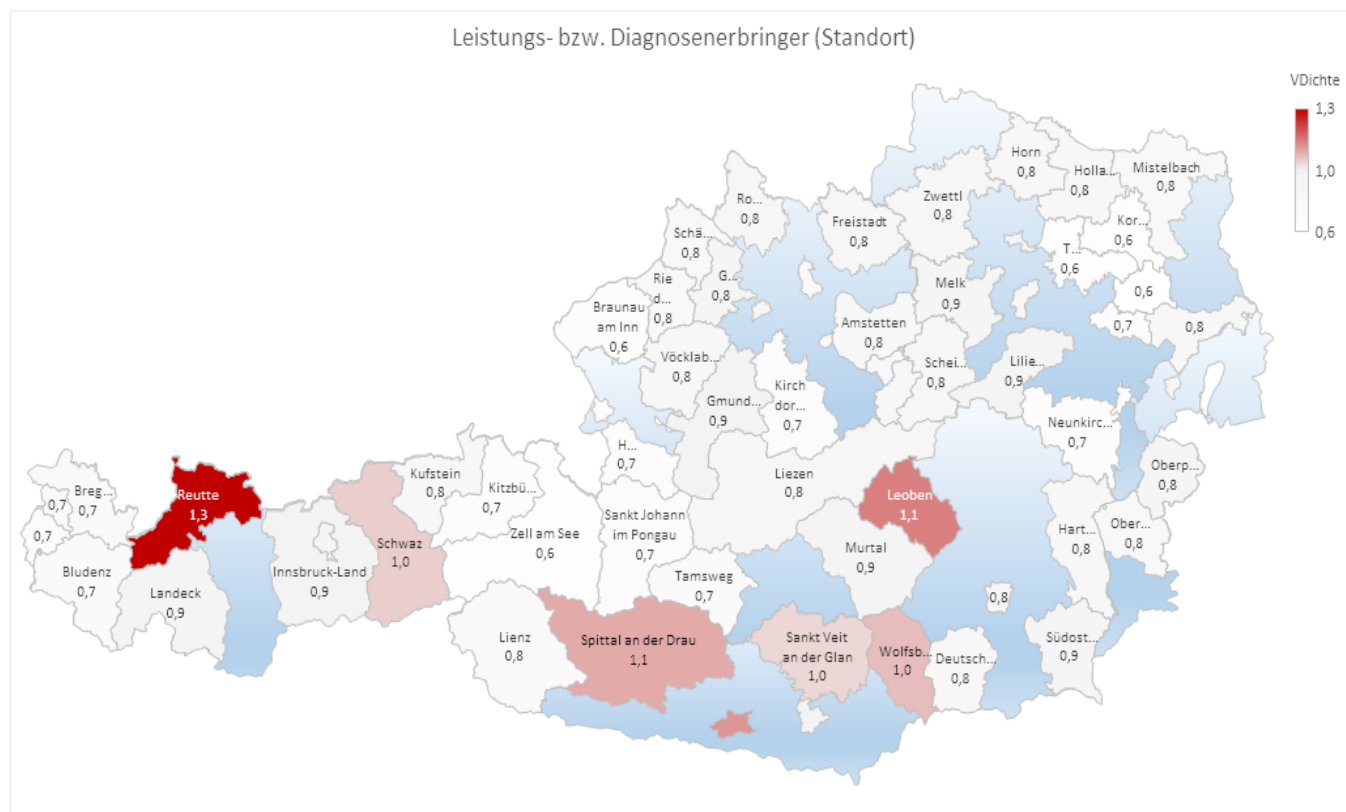 Leistungs- bzw. Diagnosenerbringer (Standort)
VDichte
1,3
1,0
0,6
Horn
0,8
Holla...
0,8
Mistelbach
0,8
Ro...
0,8
Zwettl
0,8
Freistadt
0,8
Kor...
0,6
Schä...
0,8
T...
0,6
G...
0,8
Rie
d...
0,8
Melk
0,9
0,6
Braunau
am Inn
0,6
Amstetten
0,8
0,7
0,8
Vöcklab...
0,8
Schei...
0,8
Lilie...
0,9
Kirch
dor...
0,7
Gmund...
0,9
Neunkirc...
0,7
H...
0,7
Liezen
0,8
Oberp...
0,8
Kufstein
0,8
Kitzbü...
0,7
Breg...
0,7
0,7
0,7
Reutte
1,3
Leoben
1,1
Sankt Johann
im Pongau
0,7
Zell am See
0,6
Hart...
0,8
Ober...
0,8
Schwaz
1,0
Murtal
0,9
Bludenz
0,7
Innsbruck-Land
0,9
Tamsweg
0,7
Landeck
0,9
0,8
Lienz
0,8
Spittal an der Drau
1,1
Sankt Veit
an der Glan
1,0
Wolfsb...
1,0
Deutsch...
0,8
Südost...
0,9